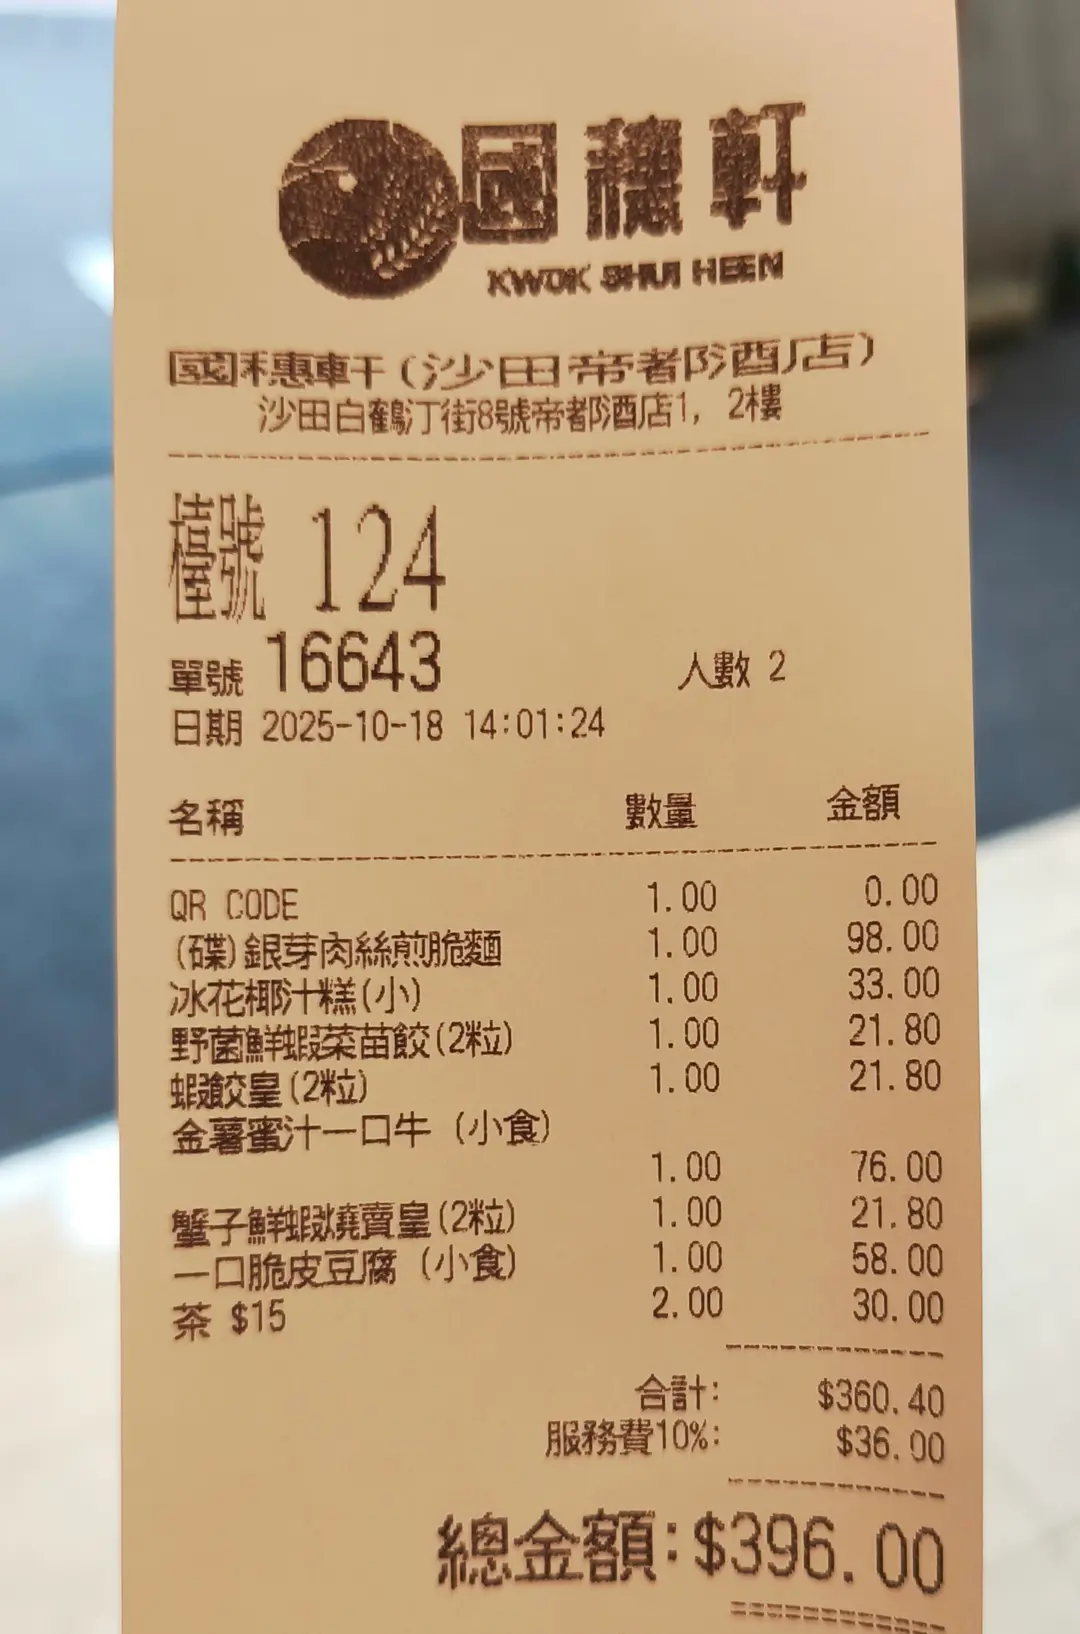 國穗軒
KWOK SHUI HEEN
國穗軒(沙田帝都酒店)
沙田白鶴汀街8號帝都酒店1, 2樓
檯號 124
單號 16643 人數 2
日期 2025-10-18 14:01:24
名稱 數量 金額
QR CODE 1.00 0.00
(碟)銀芽肉絲煎脆麵 1.00 98.00
冰花椰汁糕(小) 1.00 33.00
野菌鮮蝦菜苗餃(2粒) 1.00 21.80
蝦餃皇(2粒) 1.00 21.80
金薯蜜汁一口牛 (小食)
1.00 76.00
蟹子鮮蝦燒賣皇(2粒) 1.00 21.80
一口脆皮豆腐 (小食) 1.00 58.00
茶 $15 2.00 30.00
合計: $360.40
服務費10%: $36.00
總金額:$396.00